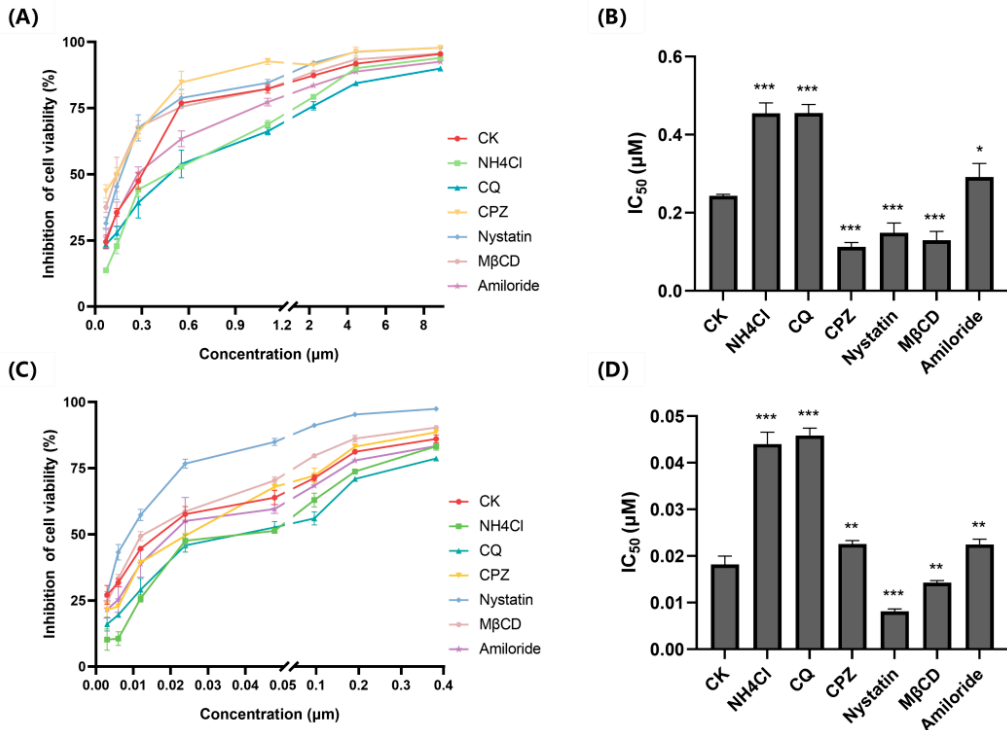 (A)
Inhibition of cell viability (%)
100
75
50
25
0
0.0 0.3 0.6 0.9 1.2 2 4 6 8
Concentration (μm)
CK
NH4Cl
CQ
CPZ
Nystatin
MβCD
Amiloride
(B)
IC50 (μM)
0.6
0.4
0.2
0.0
*** *** *** *** *** *
CK NH4Cl CQ CPZ Nystatin MβCD Amiloride
(C)
Inhibition of cell viability (%)
100
75
50
25
0
0.00 0.01 0.02 0.03 0.04 0.05 0.1 0.2 0.3 0.4
Concentration (μm)
CK
NH4Cl
CQ
CPZ
Nystatin
MβCD
Amiloride
(D)
IC50 (μM)
0.05
0.04
0.03
0.02
0.01
0.00
*** *** ** *** ** **
CK NH4Cl CQ CPZ Nystatin MβCD Amiloride